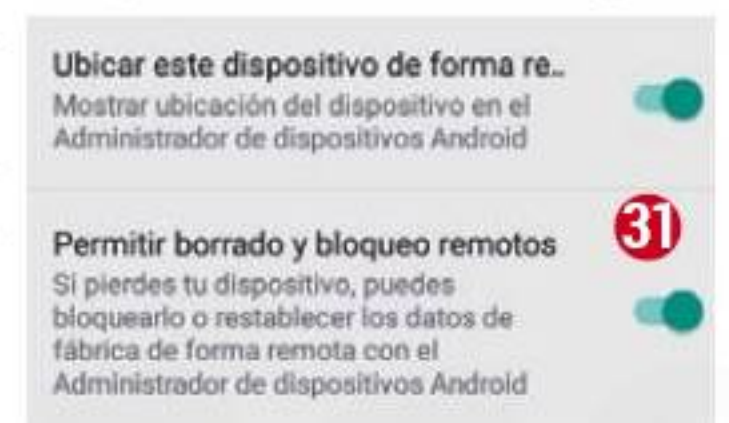 Ubicar este dispositivo de forma re..
Mostrar ubicación del dispositivo en el
Administrador de dispositivos Android
31
Permitir borrado y bloqueo remotos
Si pierdes tu dispositivo, puedes
bloquearlo o restablecer los datos de
fábrica de forma remota con el
Administrador de dispositivos Android